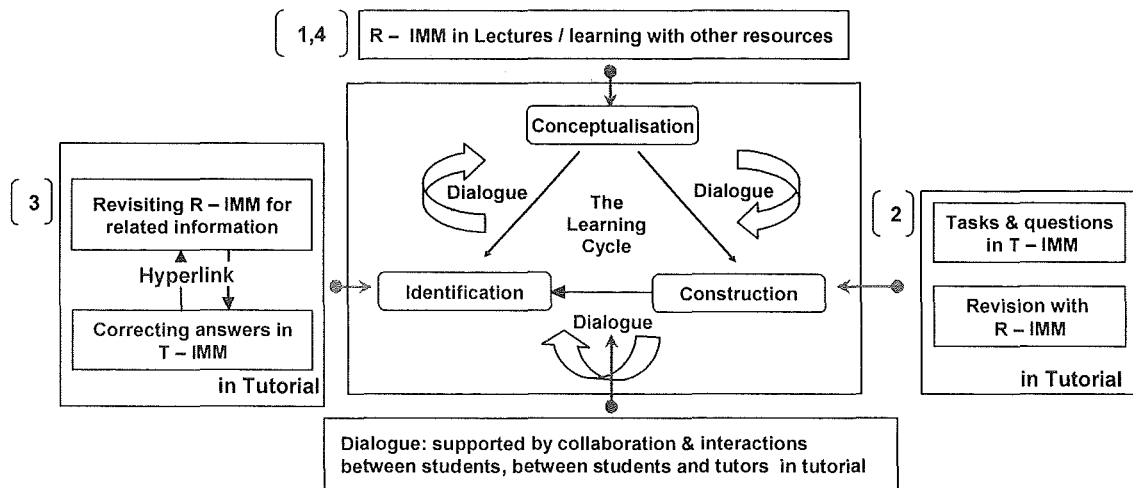 1,4
R – IMM in Lectures / learning with other resources
Conceptualisation
Dialogue
Dialogue
The
Learning
Cycle
Identification
Construction
Dialogue
3
Revisiting R – IMM for
related information
Hyperlink
Correcting answers in
T – IMM
in Tutorial
2
Tasks & questions
in T – IMM
Revision with
R – IMM
in Tutorial
Dialogue: supported by collaboration & interactions
between students, between students and tutors in tutorial